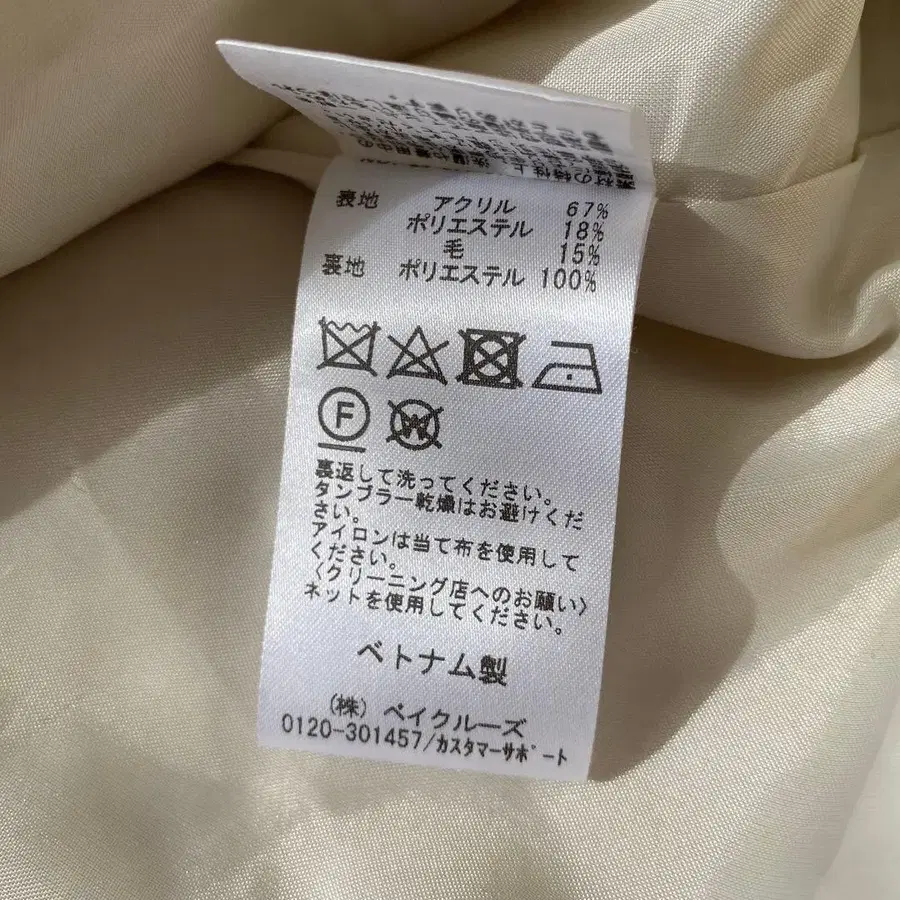 表地 アクリル 67%
ポリエステル 18%
毛 15%
裏地 ポリエステル 100%
F
W
裏返して洗ってください。
タンブラー乾燥はお避けくだ
さい。
アイロンは当て布を使用して
ください。
〈クリーニング店へのお願い〉
ネットを使用してください。
ベトナム製
(株) ベイクルーズ
0120-301457/カスタマーサポート